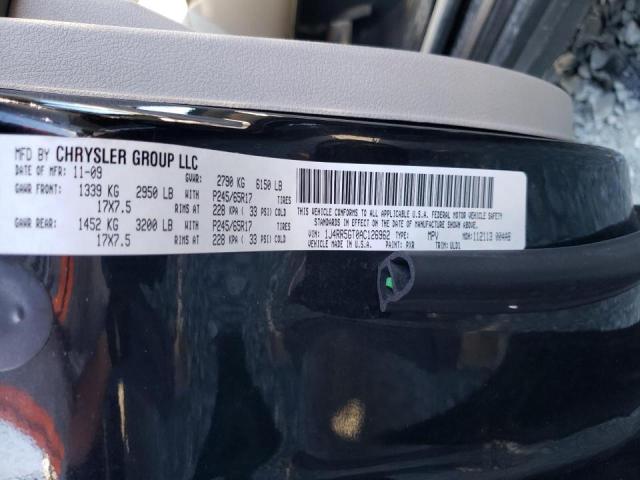 MFD BY CHRYSLER GROUP LLC
DATE OF MFR: 11-09 GVWR: 2790 KG 6150 LB
GAWR FRONT: 1339 KG 2950 LB WITH P245/65R17 TIRES
17X7.5 RIMS AT 228 KPA ( 33 PSI) COLD
GAWR REAR: 1452 KG 3200 LB WITH P245/65R17 TIRES
17X7.5 RIMS AT 228 KPA ( 33 PSI) COLD
THIS VEHICLE CONFORMS TO ALL APPLICABLE U.S.A. FEDERAL MOTOR VEHICLE SAFETY
STANDARDS IN EFFECT ON THE DATE OF MANUFACTURE SHOWN ABOVE.
VIN: 1J4RR5GT0AC126962 MPV MDH: 112113 004AB
VEHICLE MADE IN U.S.A. PAINT: PXR TRIM: ULD1